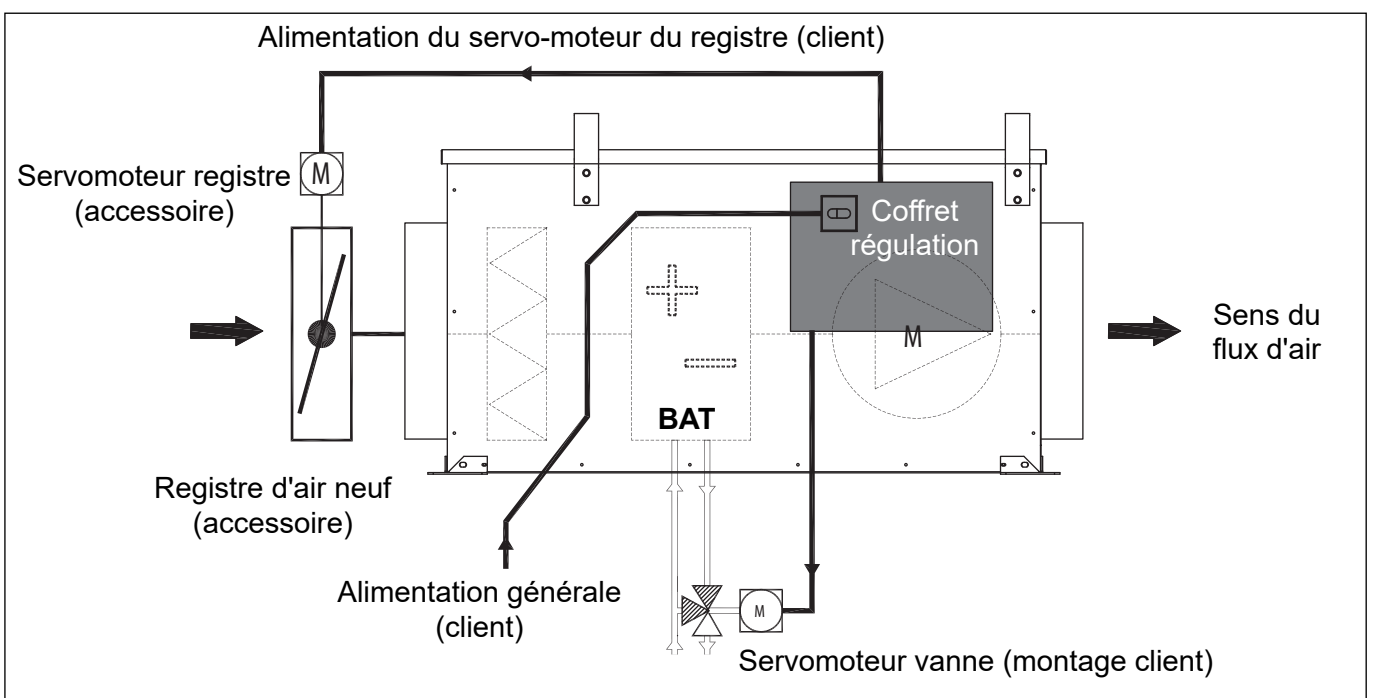 Alimentation du servo-moteur du registre (client)
Servomoteur registre
(accessoire)
M
Coffret
régulation
M
Sens du
flux d'air
BAT
Registre d'air neuf
(accessoire)
Alimentation générale
(client)
M
Servomoteur vanne (montage client)